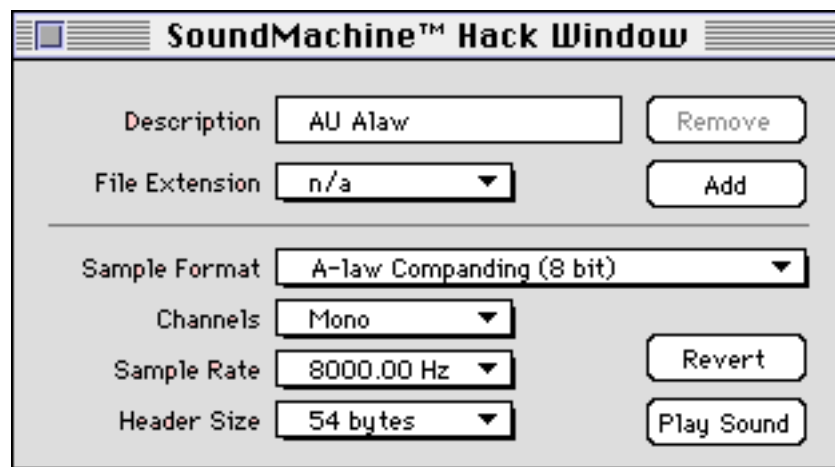 SoundMachine™ Hack Window
Description AU Alaw Remove
File Extension n/a Add
Sample Format A-law Companding (8 bit)
Channels Mono
Sample Rate 8000.00 Hz Revert
Header Size 54 bytes Play Sound